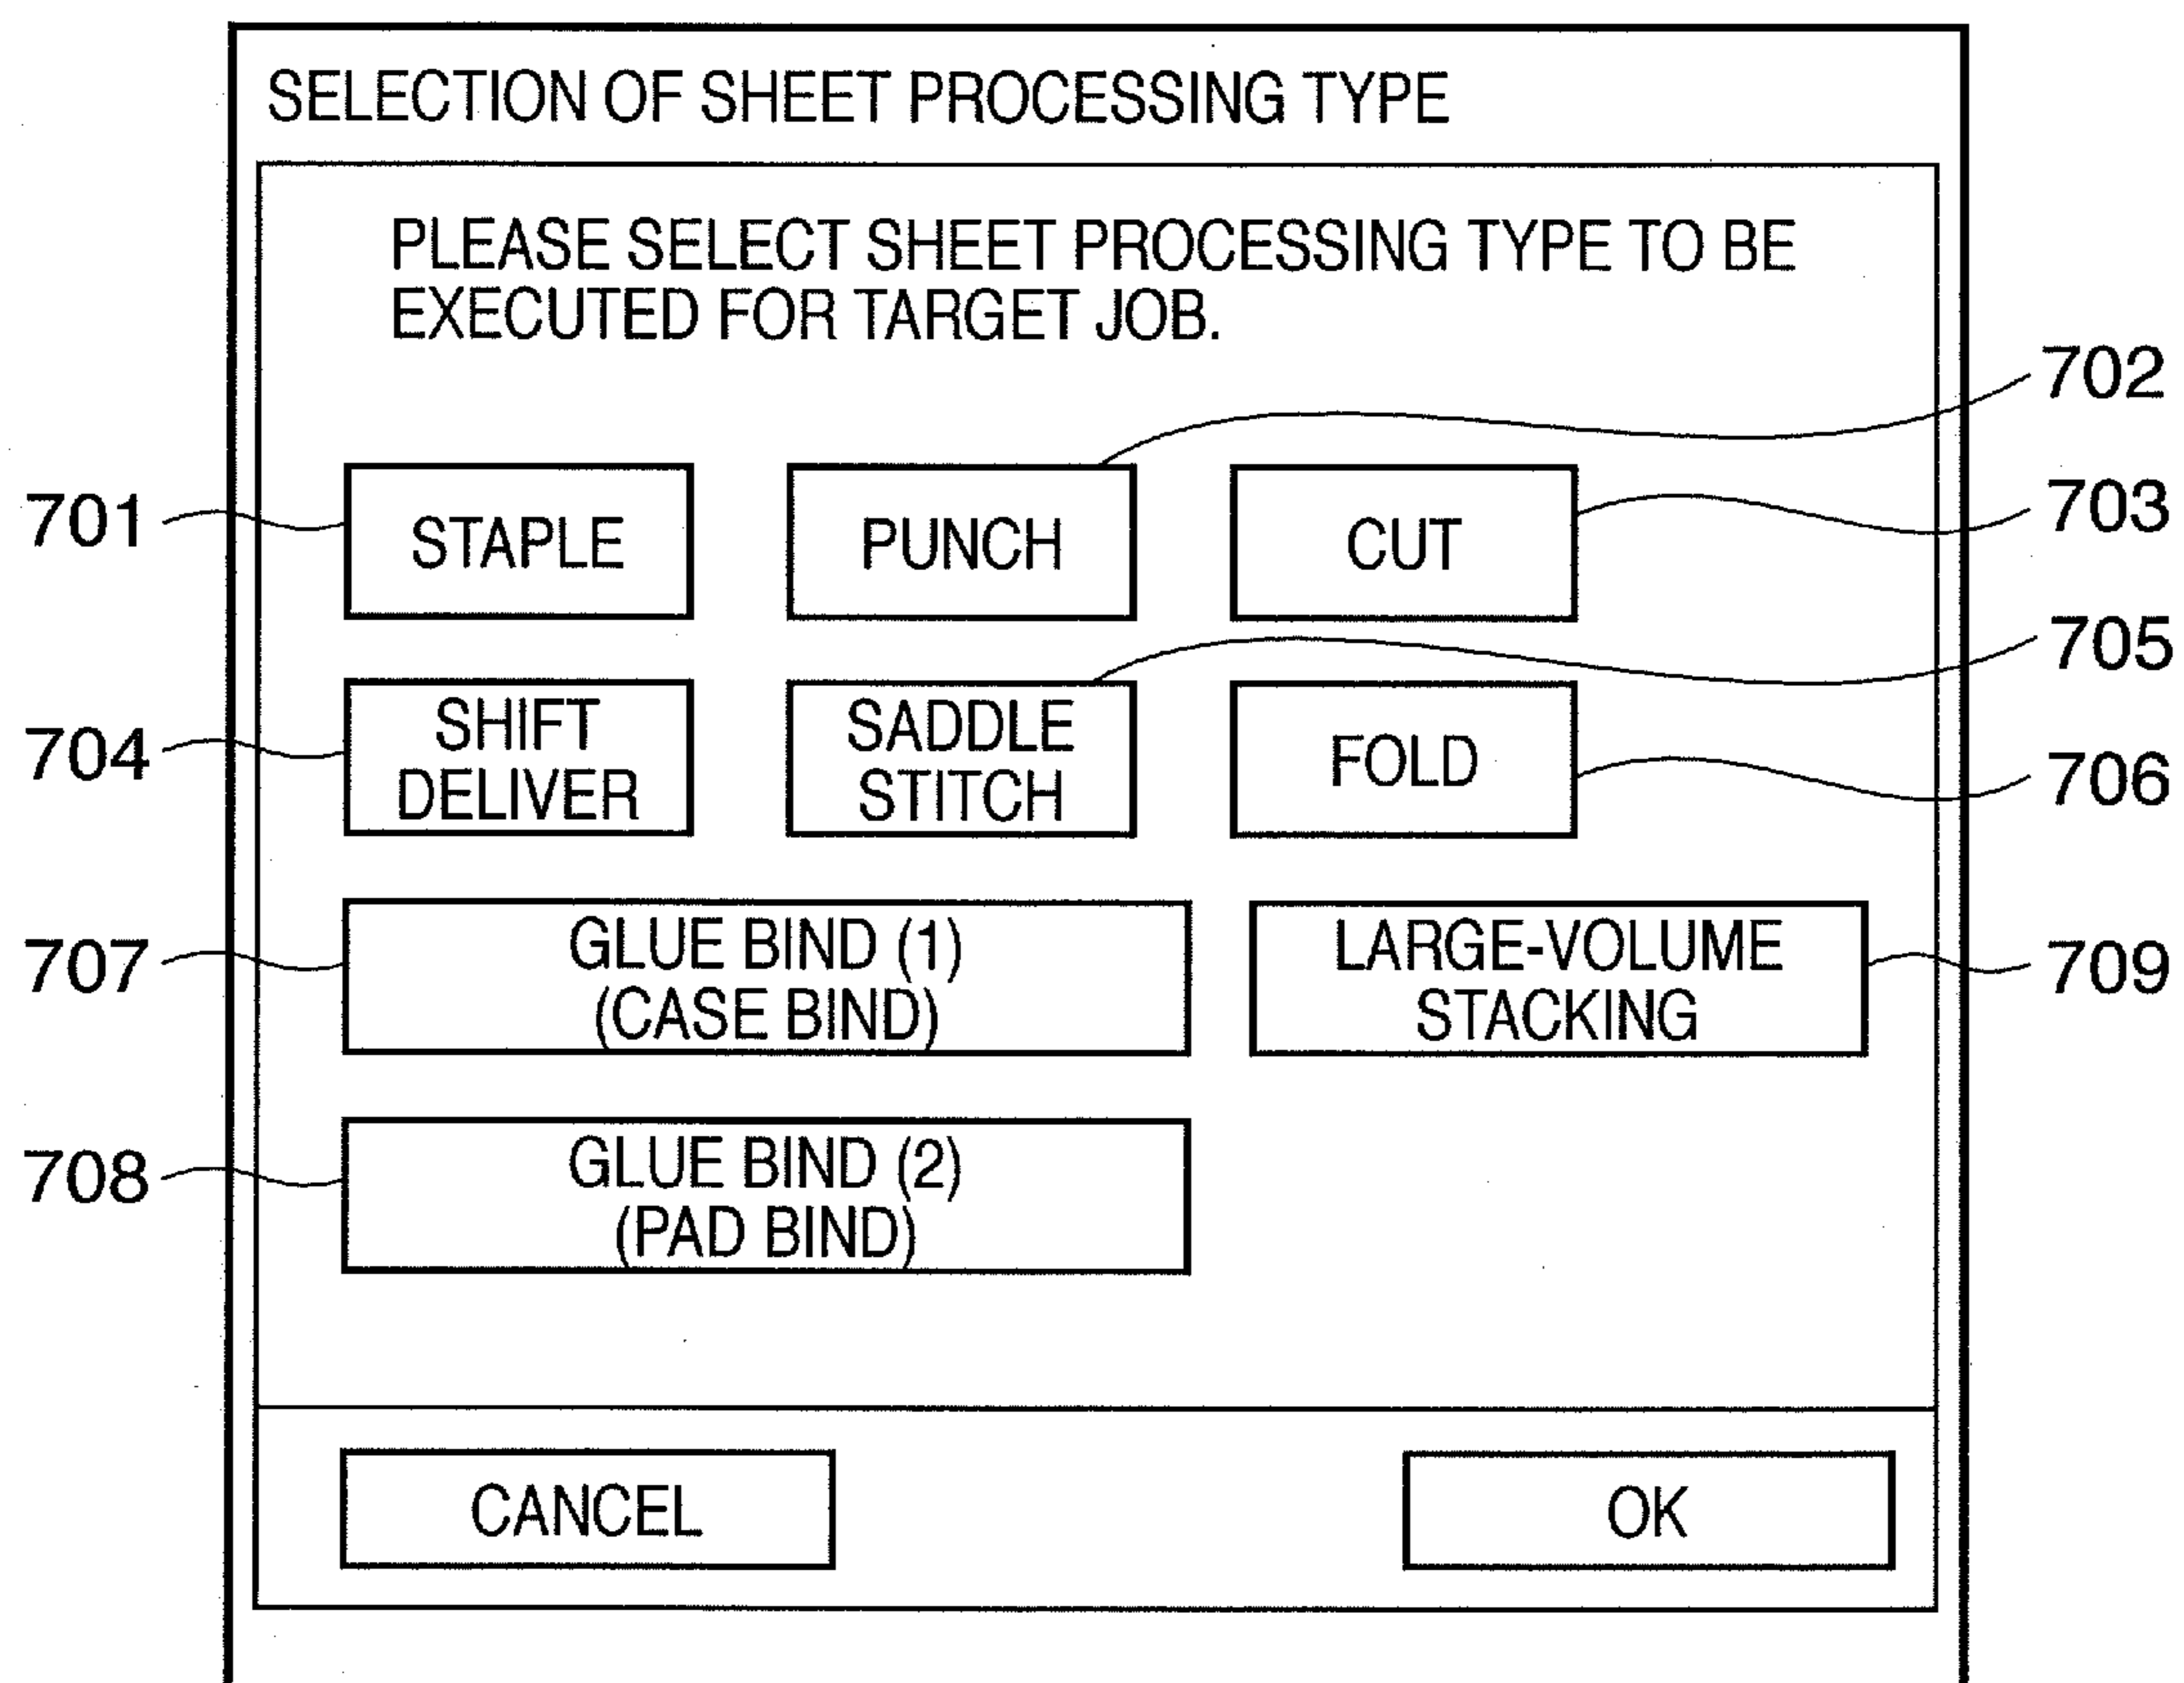 SELECTION OF SHEET PROCESSING TYPE
PLEASE SELECT SHEET PROCESSING TYPE TO BE
EXECUTED FOR TARGET JOB.
702
701
STAPLE
PUNCH
CUT
703
705
704
SHIFT
DELIVER
SADDLE
STITCH
FOLD
706
707
GLUE BIND (1)
(CASE BIND)
LARGE-VOLUME
STACKING
709
708
GLUE BIND (2)
(PAD BIND)
CANCEL
OK